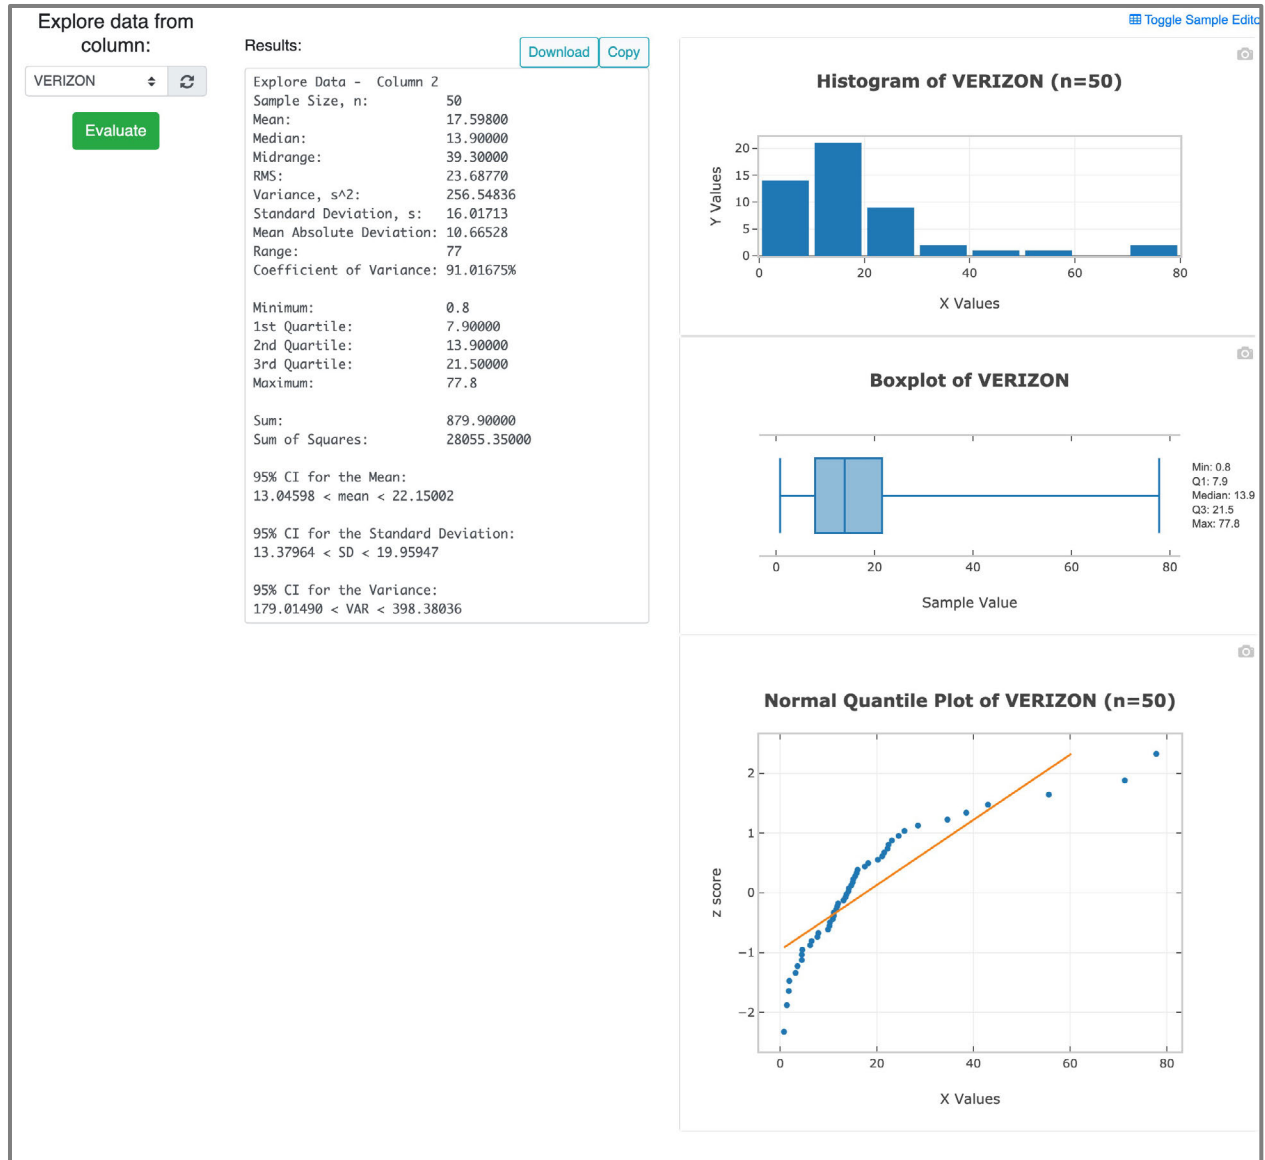 Explore data from
column:
VERIZON
Evaluate
Results:
Download
Copy
Explore Data -  Column 2
Sample Size, n: 50
Mean: 17.59800
Median: 13.90000
Midrange: 39.30000
RMS: 23.68770
Variance, s^2: 256.54836
Standard Deviation, s: 16.01713
Mean Absolute Deviation: 10.66528
Range: 77
Coefficient of Variance: 91.01675%
Minimum: 0.8
1st Quartile: 7.90000
2nd Quartile: 13.90000
3rd Quartile: 21.50000
Maximum: 77.8
Sum: 879.90000
Sum of Squares: 28055.35000
95% CI for the Mean:
13.04598 < mean < 22.15002
95% CI for the Standard Deviation:
13.37964 < SD < 19.95947
95% CI for the Variance:
179.01490 < VAR < 398.38036
Toggle Sample Edito
Histogram of VERIZON (n=50)
Y Values
20
15
10
5
0
0 20 40 60 80
X Values
Boxplot of VERIZON
Min: 0.8
Q1: 7.9
Median: 13.9
Q3: 21.5
Max: 77.8
0 20 40 60 80
Sample Value
Normal Quantile Plot of VERIZON (n=50)
z score
2
1
0
−1
−2
0 20 40 60 80
X Values